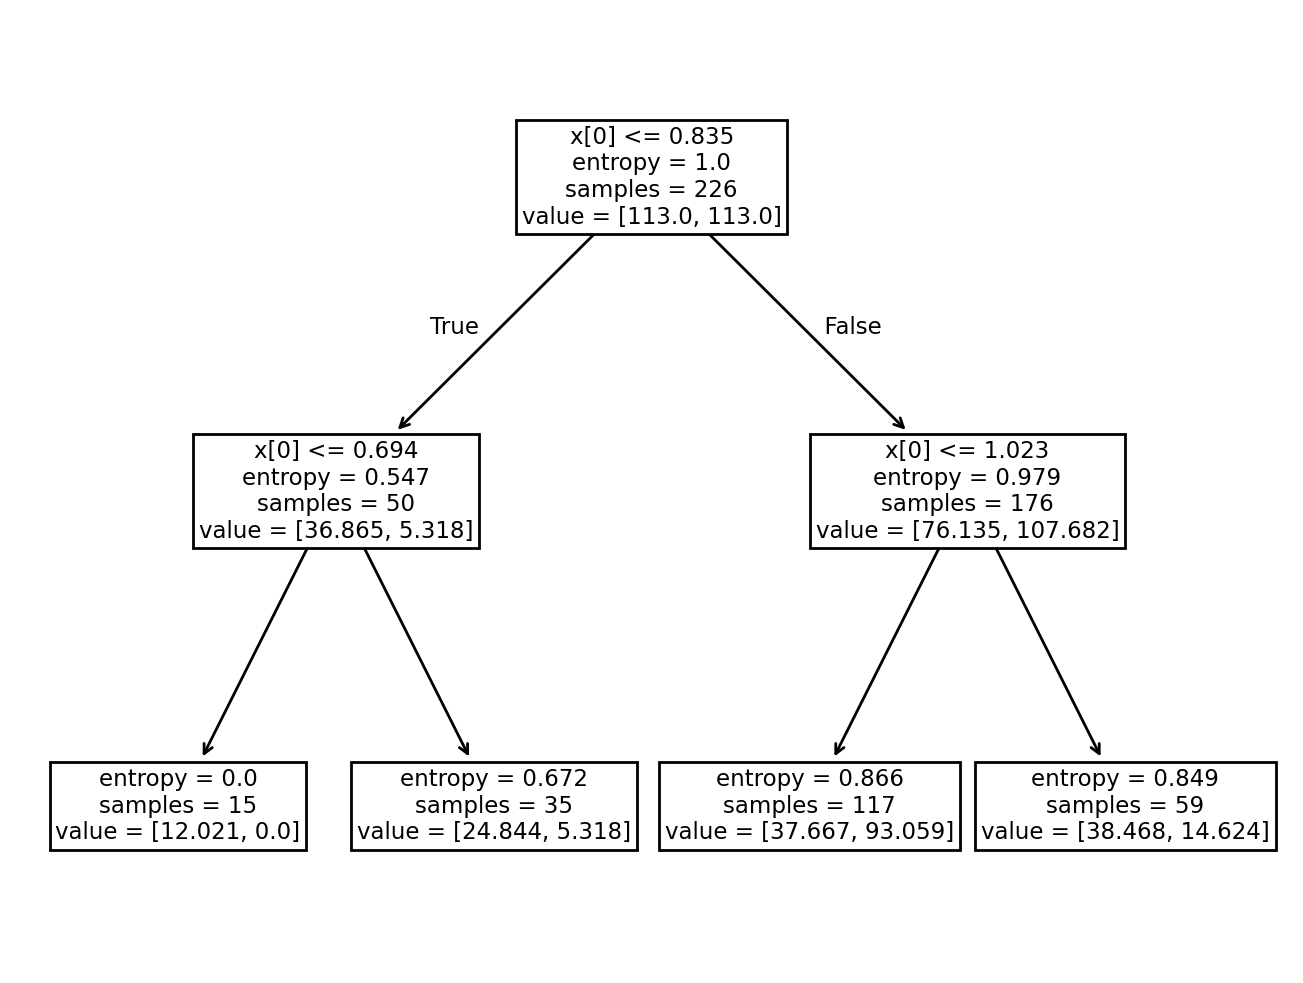 x[0] <= 0.835
entropy = 1.0
samples = 226
value = [113.0, 113.0]
True
False
x[0] <= 0.694
entropy = 0.547
samples = 50
value = [36.865, 5.318]
x[0] <= 1.023
entropy = 0.979
samples = 176
value = [76.135, 107.682]
entropy = 0.0
samples = 15
value = [12.021, 0.0]
entropy = 0.672
samples = 35
value = [24.844, 5.318]
entropy = 0.866
samples = 117
value = [37.667, 93.059]
entropy = 0.849
samples = 59
value = [38.468, 14.624]